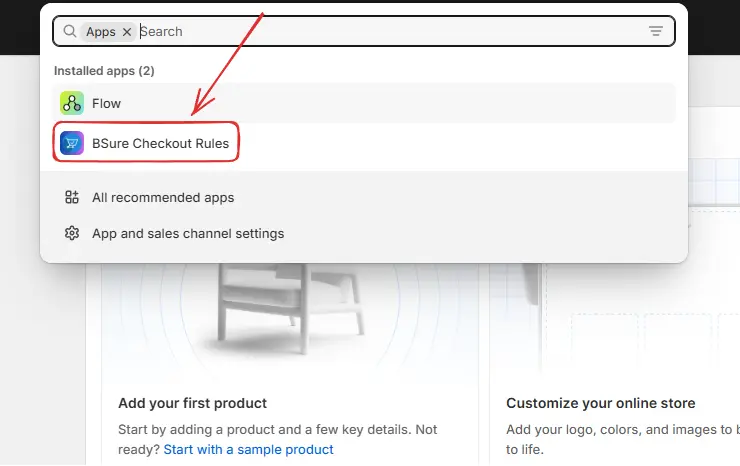 Apps Search
Installed apps (2)
Flow
BSure Checkout Rules
All recommended apps
App and sales channel settings
Add your first product
Start by adding a product and a few key details. Not
ready? Start with a sample product
Customize your online store
Add your logo, colors, and images to
to life.